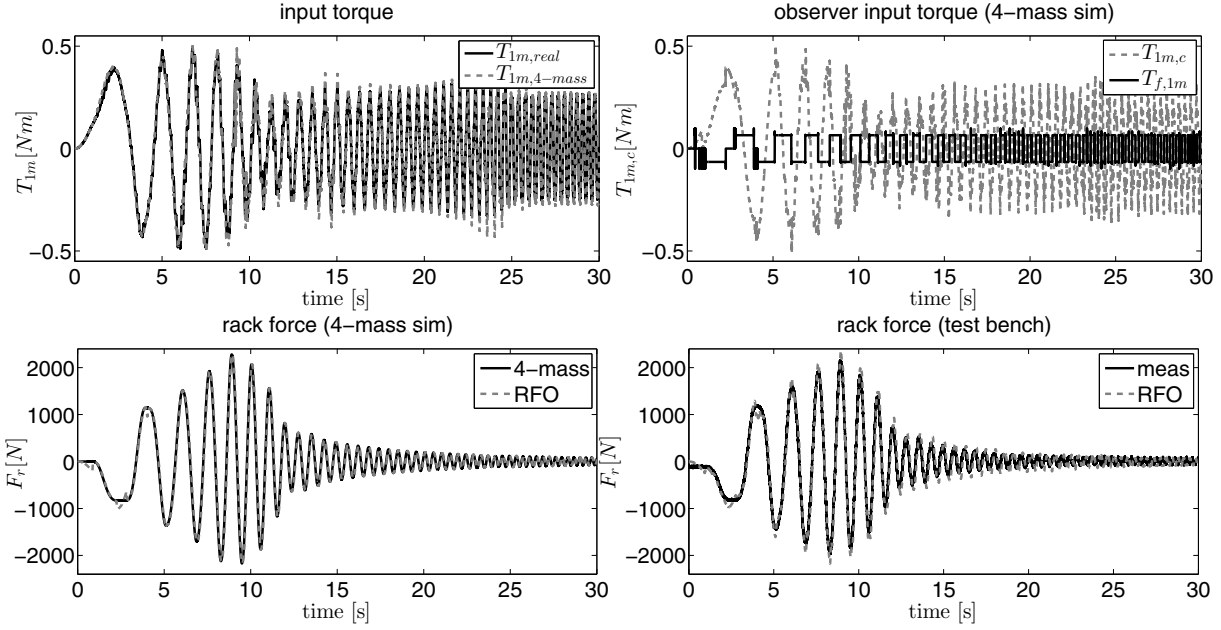 input torque
0.5
0
−0.5
T1m[Nm]
T1m,real
T1m,4−mass
0 5 10 15 20 25 30
time [s]
observer input torque (4−mass sim)
0.5
0
−0.5
T1m,c[Nm]
T1m,c
Tf,1m
0 5 10 15 20 25 30
time [s]
rack force (4−mass sim)
2000
1000
0
−1000
−2000
Fr[N]
4−mass
RFO
0 5 10 15 20 25 30
time [s]
rack force (test bench)
2000
1000
0
−1000
−2000
Fr[N]
meas
RFO
0 5 10 15 20 25 30
time [s]